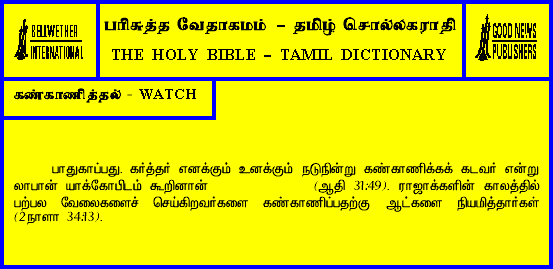 BELLWETHER
INTERNATIONAL
பரிசுத்த வேதாகமம் – தமிழ் சொல்லகராதி
THE HOLY BIBLE – TAMIL DICTIONARY
GOOD NEWS
PUBLISHERS
கண்காணித்தல் - WATCH
பாதுகாப்பது. கர்த்தர் எனக்கும் உனக்கும் நடுநின்று கண்காணிக்கக் கடவர் என்று
லாபான் யாக்கோபிடம் கூறினான் (ஆதி 31:49). ராஜாக்களின் காலத்தில்
பற்பல வேலைகளைச் செய்கிறவர்களை கண்காணிப்பதற்கு ஆட்களை நியமித்தார்கள்
(2நாளா 34:13).